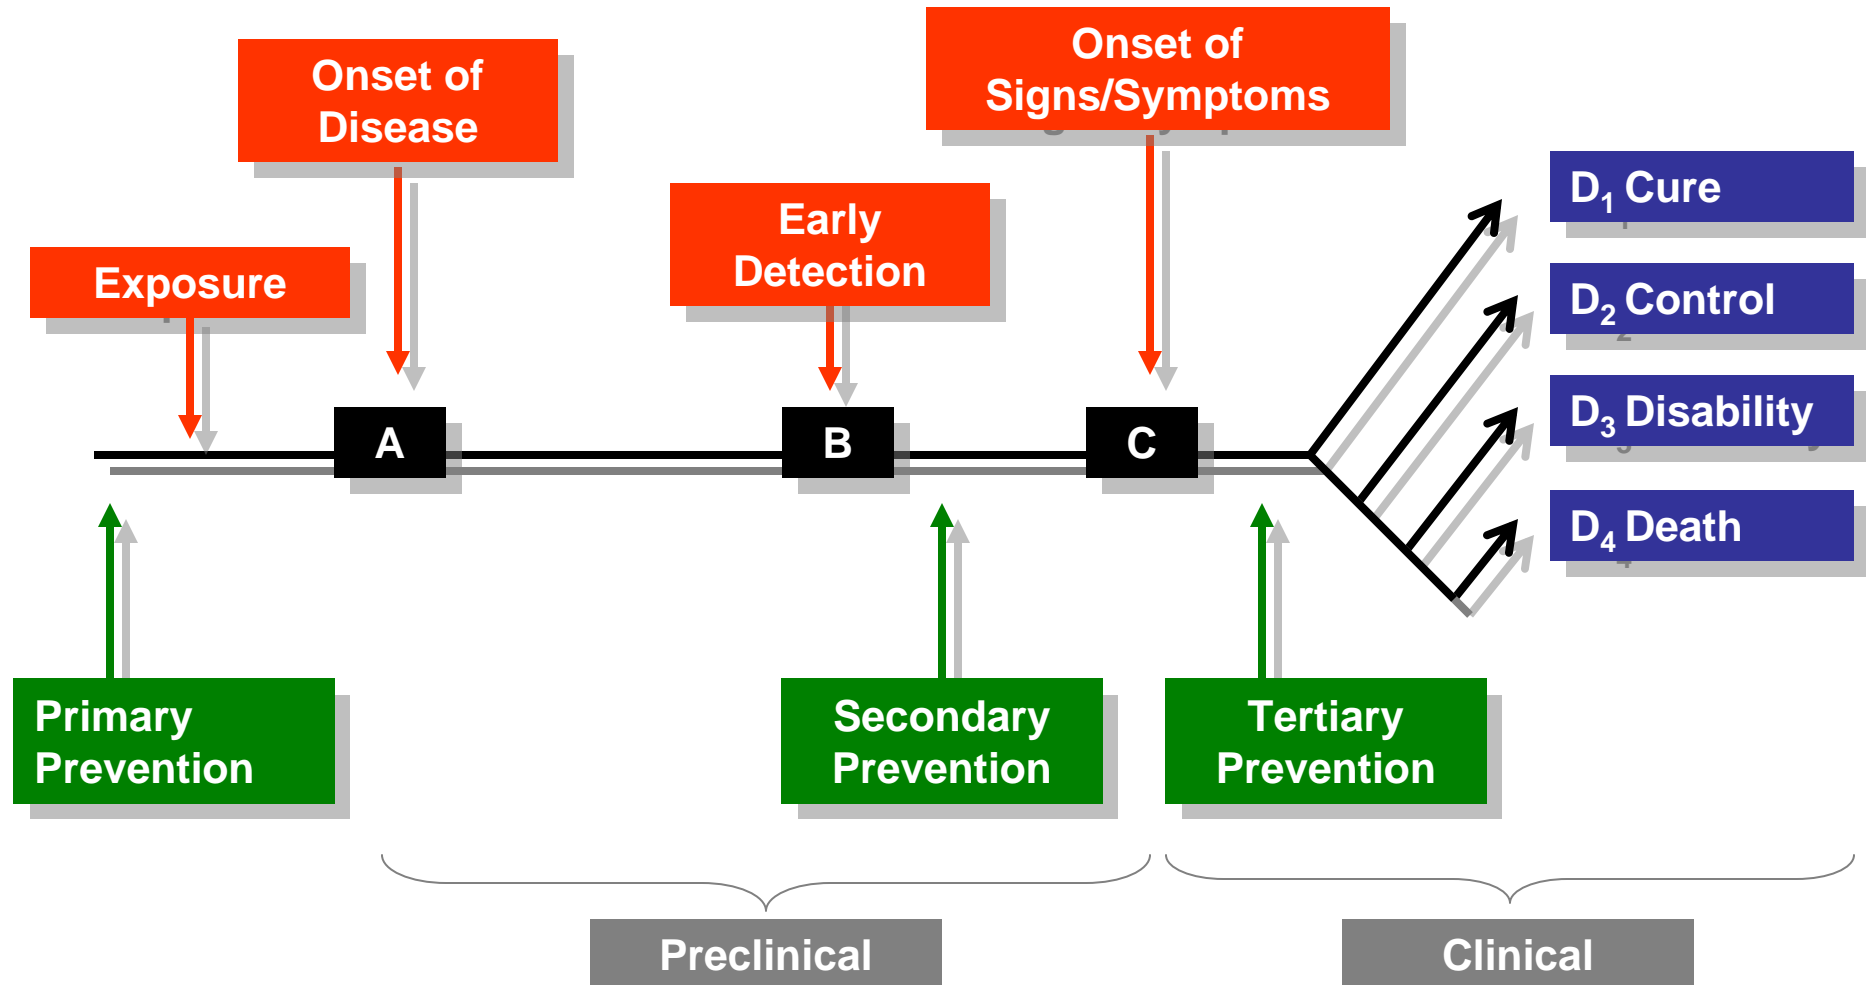 Onset of
Disease
Onset of
Signs/Symptoms
Exposure
Early
Detection
D1 Cure
D2 Control
D3 Disability
D4 Death
A
B
C
Primary
Prevention
Secondary
Prevention
Tertiary
Prevention
Preclinical
Clinical